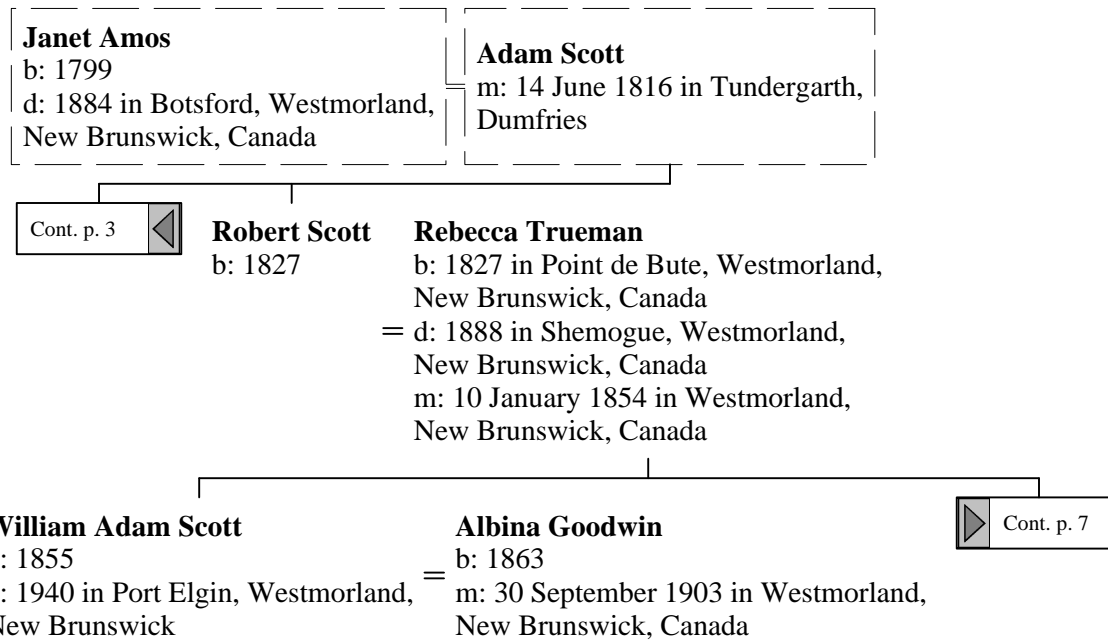 Janet Amos
b: 1799
d: 1884 in Botsford, Westmorland,
New Brunswick, Canada
Adam Scott
m: 14 June 1816 in Tundergarth,
Dumfries
Cont. p. 3
Robert Scott
b: 1827
Rebecca Trueman
b: 1827 in Point de Bute, Westmorland,
New Brunswick, Canada
= d: 1888 in Shemogue, Westmorland,
New Brunswick, Canada
m: 10 January 1854 in Westmorland,
New Brunswick, Canada
William Adam Scott
: 1855
: 1940 in Port Elgin, Westmorland,
New Brunswick
=
Albina Goodwin
b: 1863
m: 30 September 1903 in Westmorland,
New Brunswick, Canada
Cont. p. 7